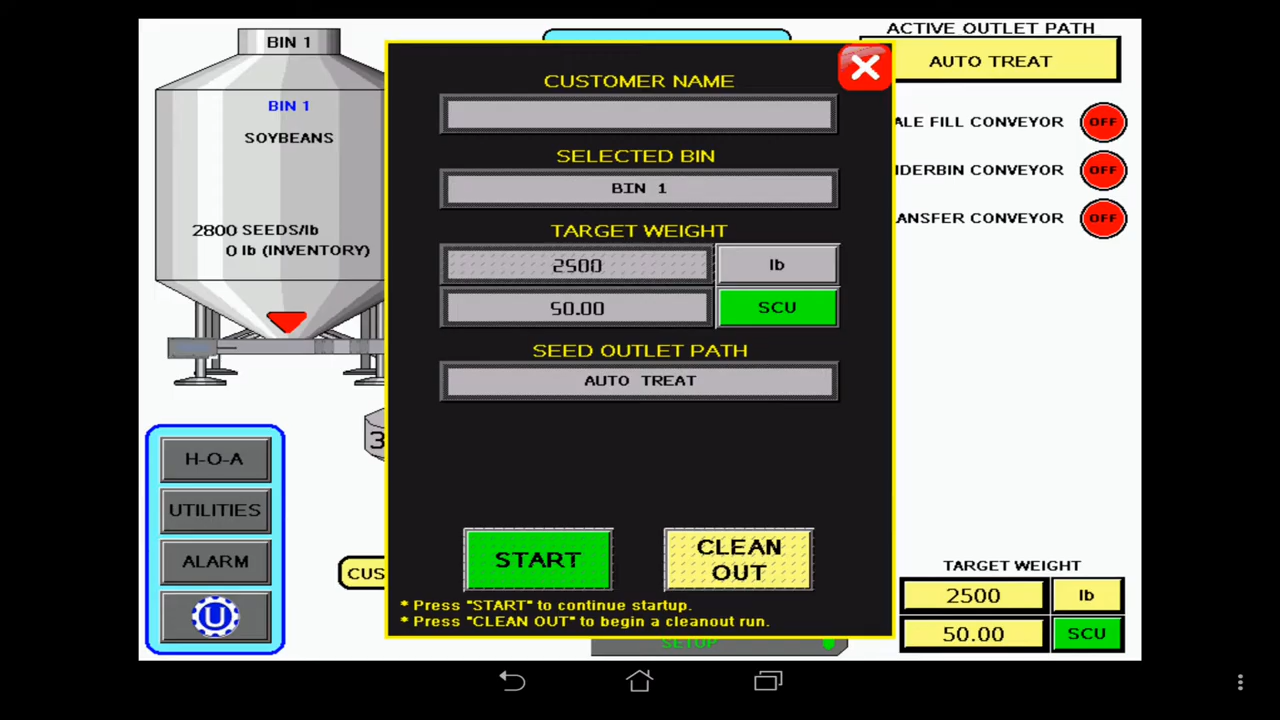 BIN 1
BIN 1
SOYBEANS
2800 SEEDS/lb
0 lb (INVENTORY)
3
H-O-A
UTILITIES
ALARM
U
CUS
CUSTOMER NAME
SELECTED BIN
BIN 1
TARGET WEIGHT
2500 lb
50.00 SCU
SEED OUTLET PATH
AUTO TREAT
START
CLEAN
OUT
* Press "START" to continue startup.
* Press "CLEAN OUT" to begin a cleanout run.
SETUP
ACTIVE OUTLET PATH
AUTO TREAT
ALE FILL CONVEYOR OFF
IDERBIN CONVEYOR OFF
ANSFER CONVEYOR OFF
TARGET WEIGHT
2500 lb
50.00 SCU